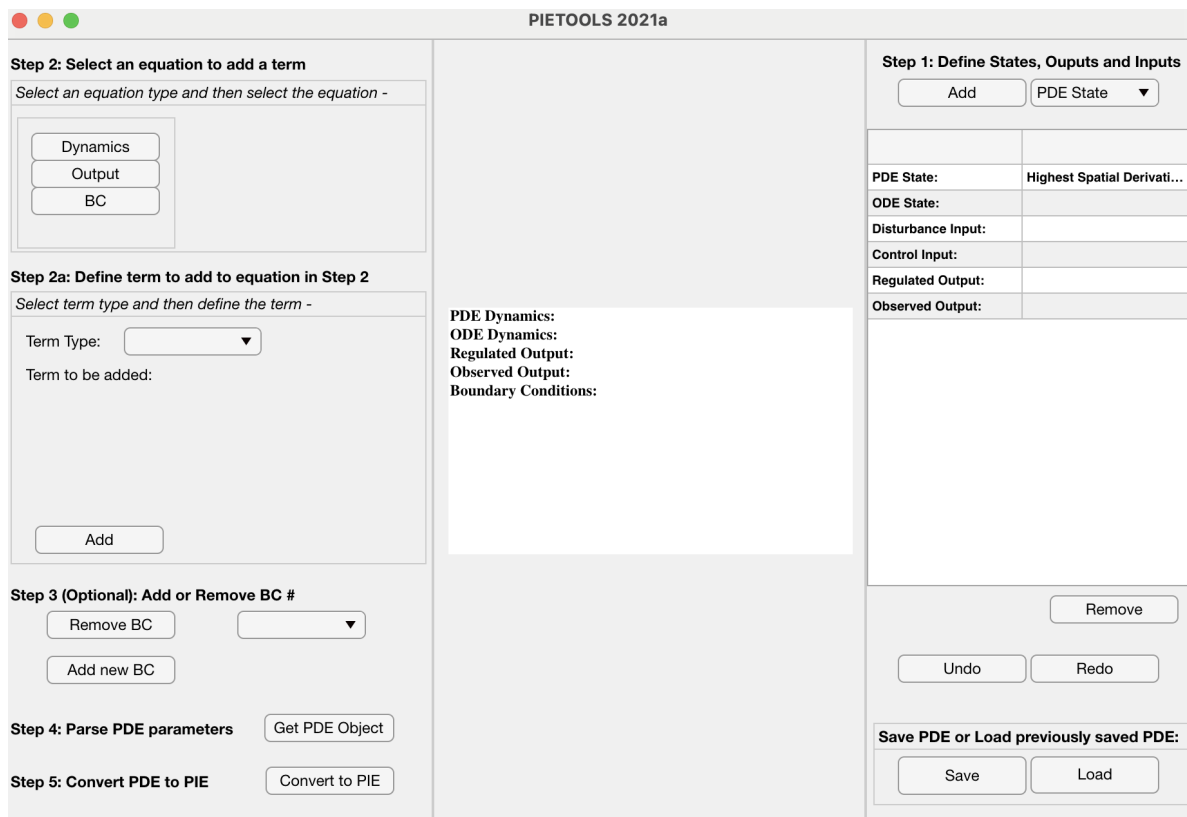 PIETOOLS 2021a
Step 2: Select an equation to add a term
Select an equation type and then select the equation -
Dynamics
Output
BC
Step 2a: Define term to add to equation in Step 2
Select term type and then define the term -
Term Type:
Term to be added:
Add
Step 3 (Optional): Add or Remove BC #
Remove BC
Add new BC
Step 4: Parse PDE parameters
Get PDE Object
Step 5: Convert PDE to PIE
Convert to PIE
PDE Dynamics:
ODE Dynamics:
Regulated Output:
Observed Output:
Boundary Conditions:
Step 1: Define States, Ouputs and Inputs
Add
PDE State
PDE State: Highest Spatial Derivati...
ODE State:
Disturbance Input:
Control Input:
Regulated Output:
Observed Output:
Remove
Undo
Redo
Save PDE or Load previously saved PDE:
Save
Load